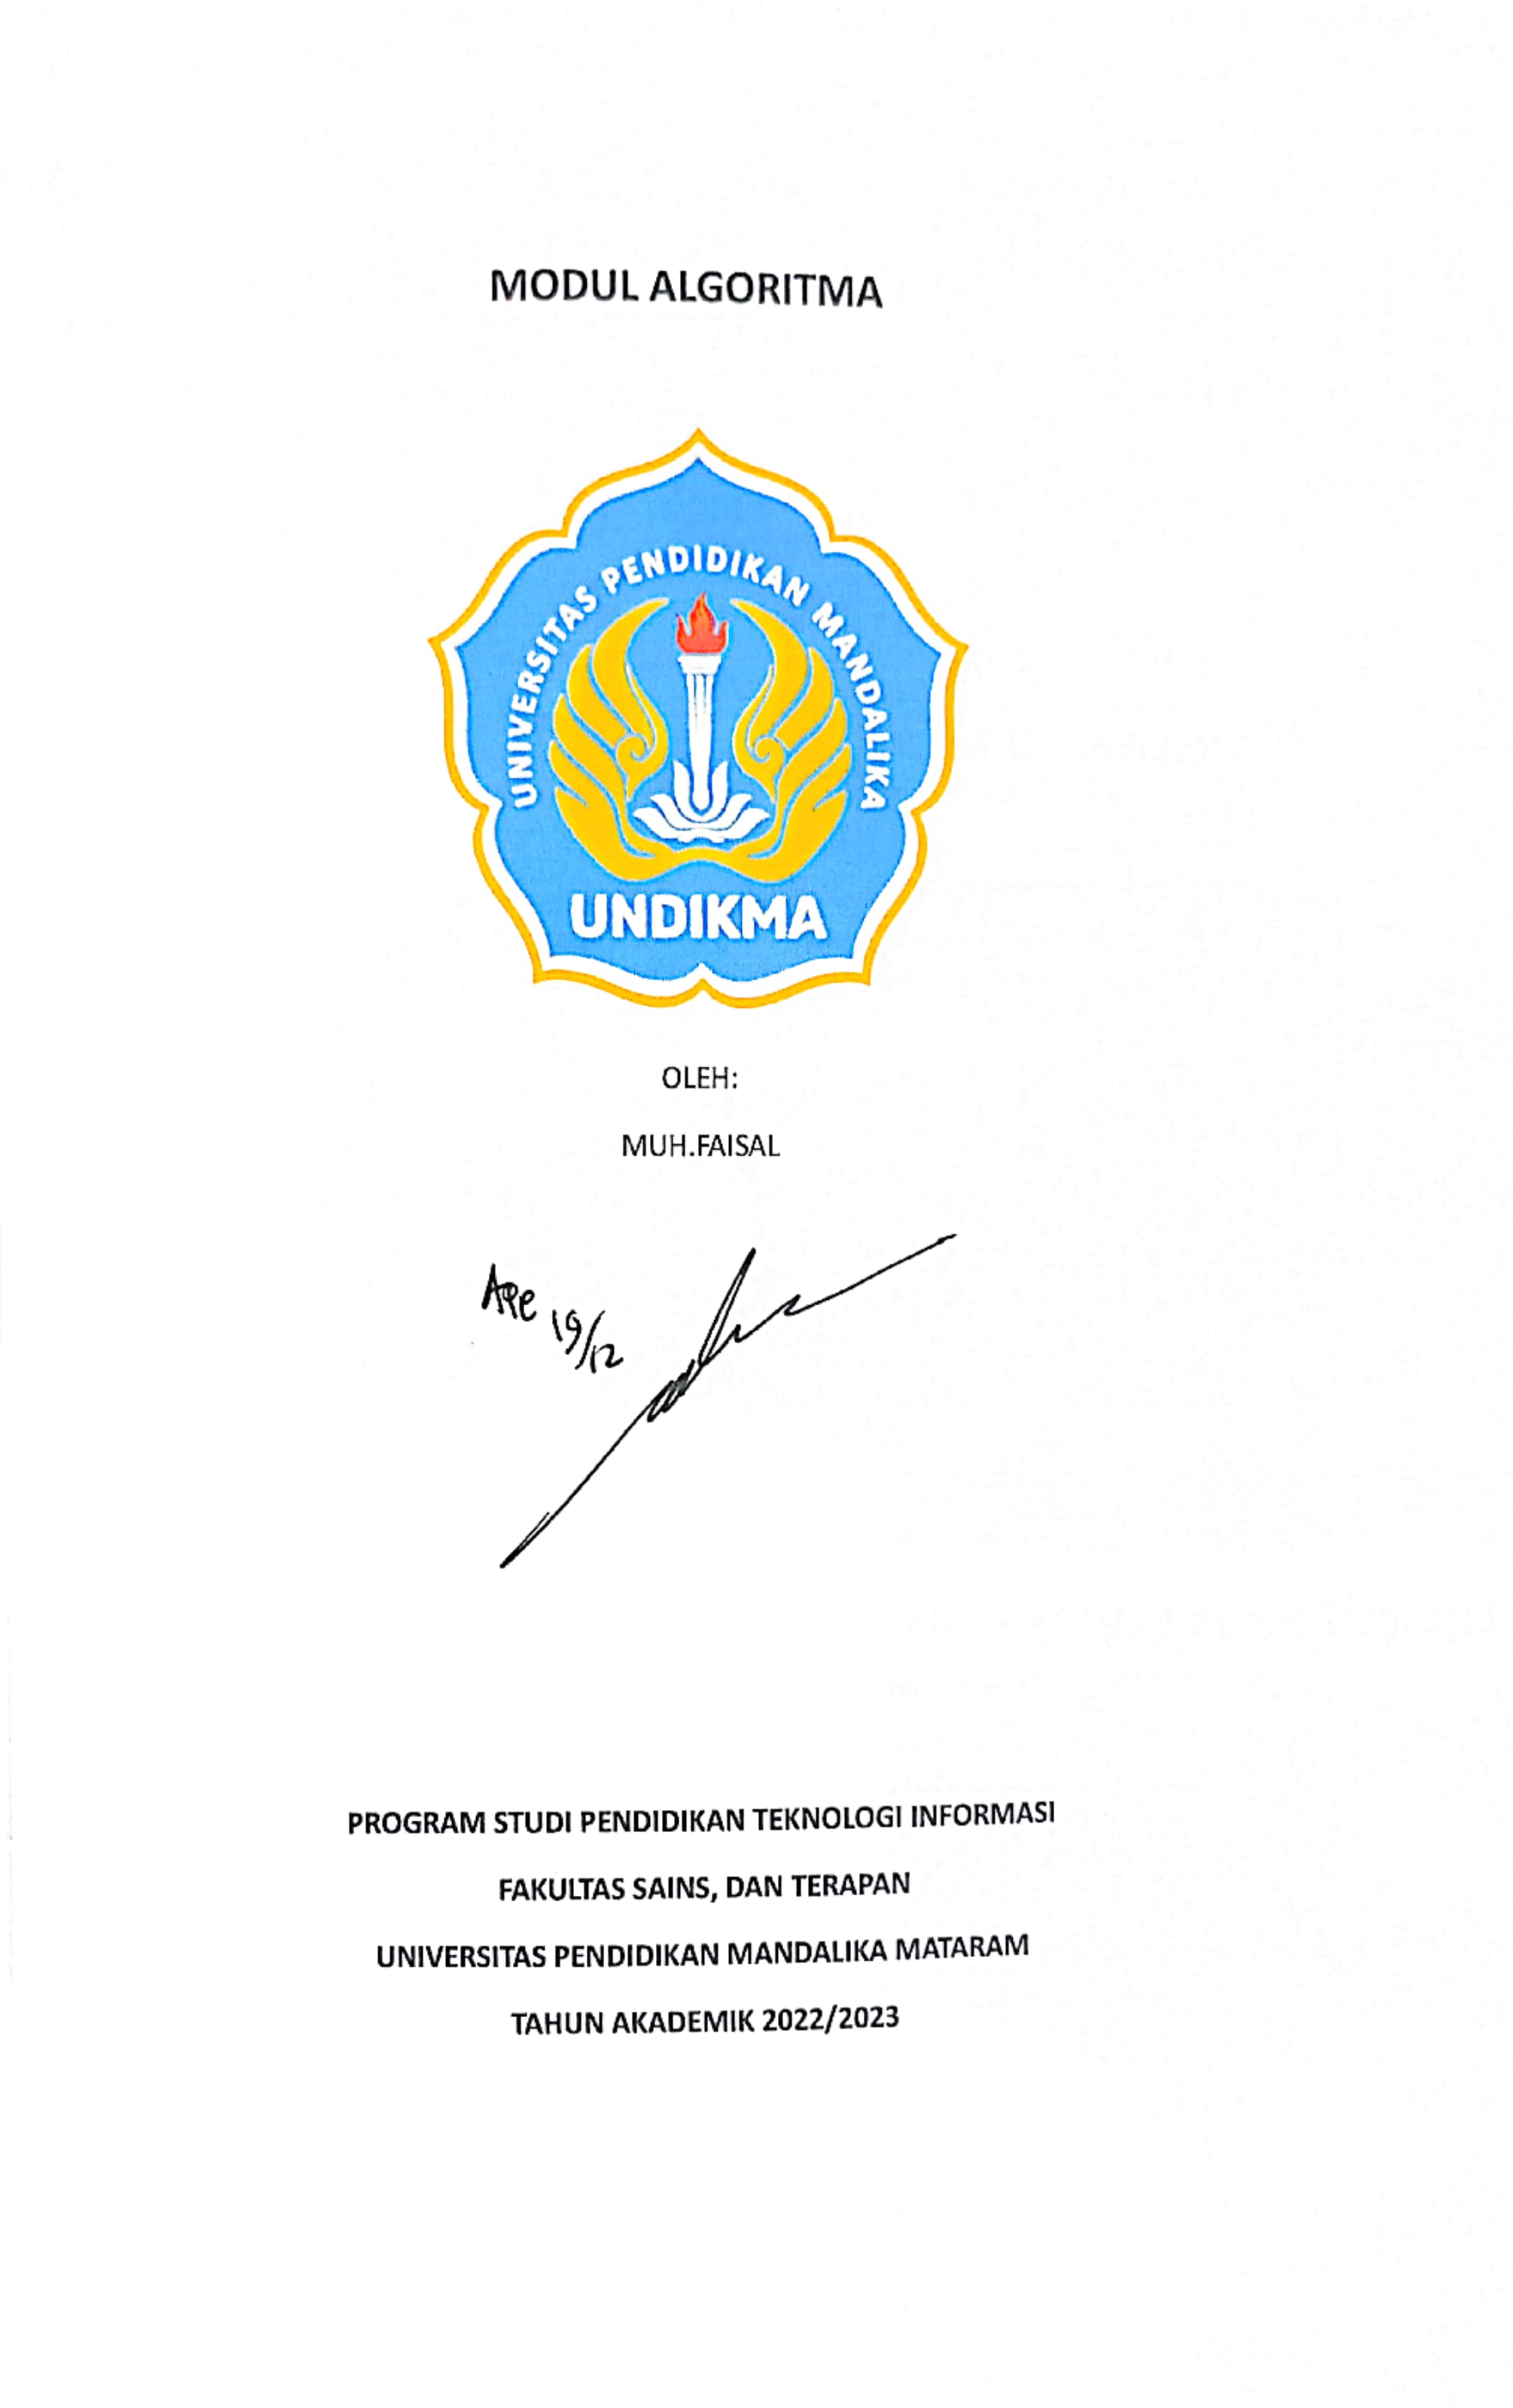 MODUL ALGORITMA
UNIVERSITAS PENDIDIKAN MANDALIKA
UNDIKMA
OLEH:
MUH.FAISAL
19/12
PROGRAM STUDI PENDIDIKAN TEKNOLOGI INFORMASI
FAKULTAS SAINS, DAN TERAPAN
UNIVERSITAS PENDIDIKAN MANDALIKA MATARAM
TAHUN AKADEMIK 2022/2023